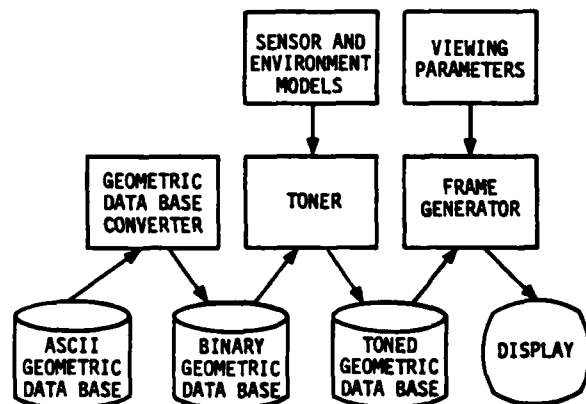 SENSOR AND
ENVIRONMENT
MODELS
VIEWING
PARAMETERS
GEOMETRIC
DATA BASE
CONVERTER
TONER
FRAME
GENERATOR
ASCII
GEOMETRIC
DATA BASE
BINARY
GEOMETRIC
DATA BASE
TONED
GEOMETRIC
DATA BASE
DISPLAY